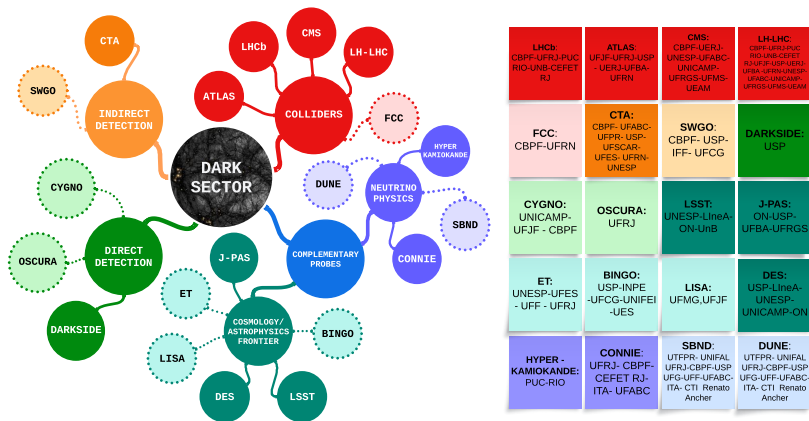 CTA
LHCb
CMS
LH-LHC
SWGO
ATLAS
INDIRECT
DETECTION
COLLIDERS
FCC
DARK
SECTOR
HYPER
KAMIOKANDE
CYGNO
DUNE
NEUTRINO
PHYSICS
SBND
DIRECT
DETECTION
OSCURA
J-PAS
COMPLEMENTARY
PROBES
CONNIE
ET
DARKSIDE
COSMOLOGY/
ASTROPHYSICS
FRONTIER
BINGO
LISA
DES
LSST
LHCb:
CBPF-UFRJ-PUC
RIO-UNB-CEFET
RJ
ATLAS:
UFJF-UFRJ-USP
- UERJ-UFBA-
UFRN
CMS:
CBPF-UERJ-
UNESP-UFABC-
UNICAMP-
UFRGS-UFMS-
UEAM
LH-LHC:
CBPF-UFRJ-PUC
RIO-UNB-CEFET
RJ-UFJF-USP-UERJ-
UFBA -UFRN-UNESP-
UFABC-UNICAMP-
UFRGS-UFMS-UEAM
FCC:
CBPF-UFRN
CTA:
CBPF- UFABC-
UFPR- USP-
UFSCAR-
UFES- UFRN-
UNESP
SWGO:
CBPF- USP-
IFF- UFCG
DARKSIDE:
USP
CYGNO:
UNICAMP-
UFJF - CBPF
OSCURA:
UFRJ
LSST:
UNESP-LIneA-
ON-UnB
J-PAS:
ON-USP-
UFBA-UFRGS
ET:
UNESP-UFES
- UFF - UFRJ
BINGO:
USP-INPE
-UFCG-UNIFEI
-UES
LISA:
UFMG,UFJF
DES:
USP-LIneA-
UNESP-
UNICAMP-ON
HYPER -
KAMIOKANDE:
PUC-RIO
CONNIE:
UFRJ- CBPF-
CEFET RJ-
ITA- UFABC
SBND:
UTFPR- UNIFAL
UFRJ-CBPF-USP
UFG-UFF-UFABC-
ITA- CTI Renato
Ancher
DUNE:
UTFPR- UNIFAL
UFRJ-CBPF-USP
UFG-UFF-UFABC-
ITA- CTI Renato
Ancher